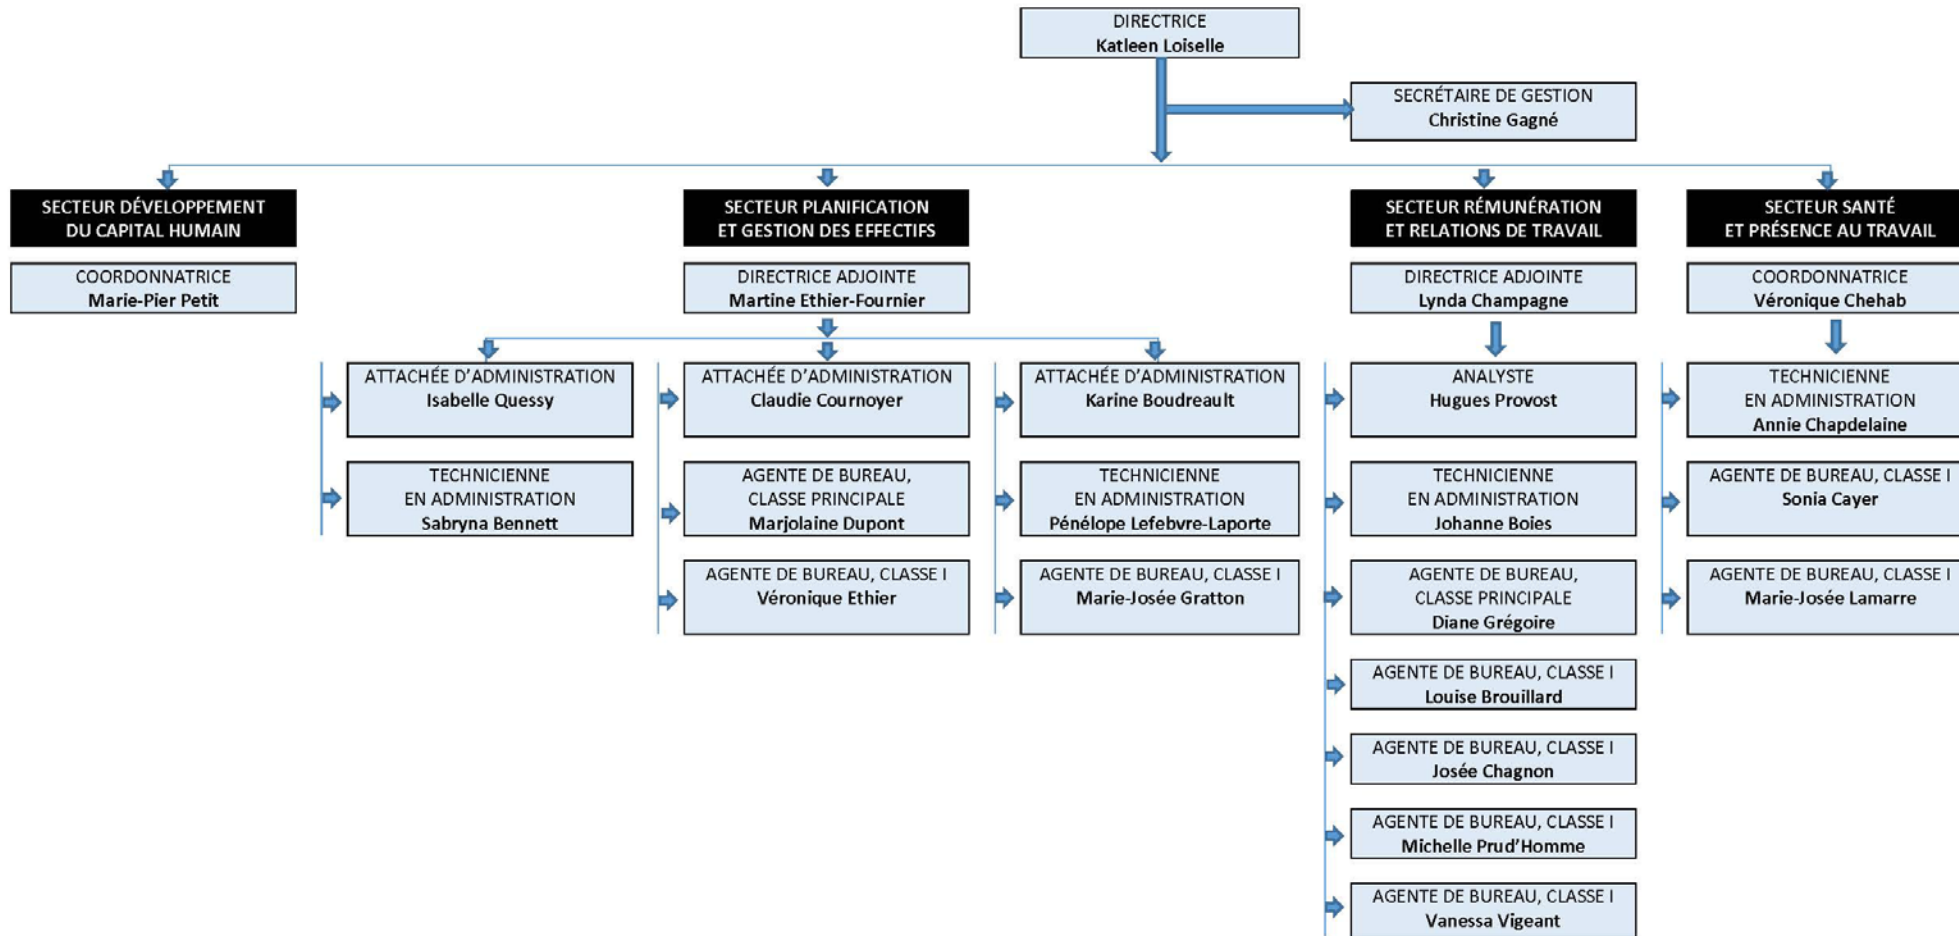 DIRECTRICE
Katleen Loiselle
SECRÉTAIRE DE GESTION
Christine Gagné
SECTEUR DÉVELOPPEMENT
DU CAPITAL HUMAIN
COORDONNATRICE
Marie-Pier Petit
SECTEUR PLANIFICATION
ET GESTION DES EFFECTIFS
DIRECTRICE ADJOINTE
Martine Ethier-Fournier
ATTACHÉE D'ADMINISTRATION
Isabelle Quessy
TECHNICIENNE
EN ADMINISTRATION
Sabryna Bennett
ATTACHÉE D'ADMINISTRATION
Claudie Cournoyer
AGENTE DE BUREAU,
CLASSE PRINCIPALE
Marjolaine Dupont
AGENTE DE BUREAU, CLASSE I
Véronique Ethier
ATTACHÉE D'ADMINISTRATION
Karine Boudreault
TECHNICIENNE
EN ADMINISTRATION
Pénélope Lefebvre-Laporte
AGENTE DE BUREAU, CLASSE I
Marie-Josée Gratton
SECTEUR RÉMUNÉRATION
ET RELATIONS DE TRAVAIL
DIRECTRICE ADJOINTE
Lynda Champagne
ANALYSTE
Hugues Provost
TECHNICIENNE
EN ADMINISTRATION
Johanne Boies
AGENTE DE BUREAU,
CLASSE PRINCIPALE
Diane Grégoire
AGENTE DE BUREAU, CLASSE I
Louise Brouillard
AGENTE DE BUREAU, CLASSE I
Josée Chagnon
AGENTE DE BUREAU, CLASSE I
Michelle Prud'Homme
AGENTE DE BUREAU, CLASSE I
Vanessa Vigeant
SECTEUR SANTÉ
ET PRÉSENCE AU TRAVAIL
COORDONNATRICE
Véronique Chehab
TECHNICIENNE
EN ADMINISTRATION
Annie Chapdelaine
AGENTE DE BUREAU, CLASSE I
Sonia Cayer
AGENTE DE BUREAU, CLASSE I
Marie-Josée Lamarre